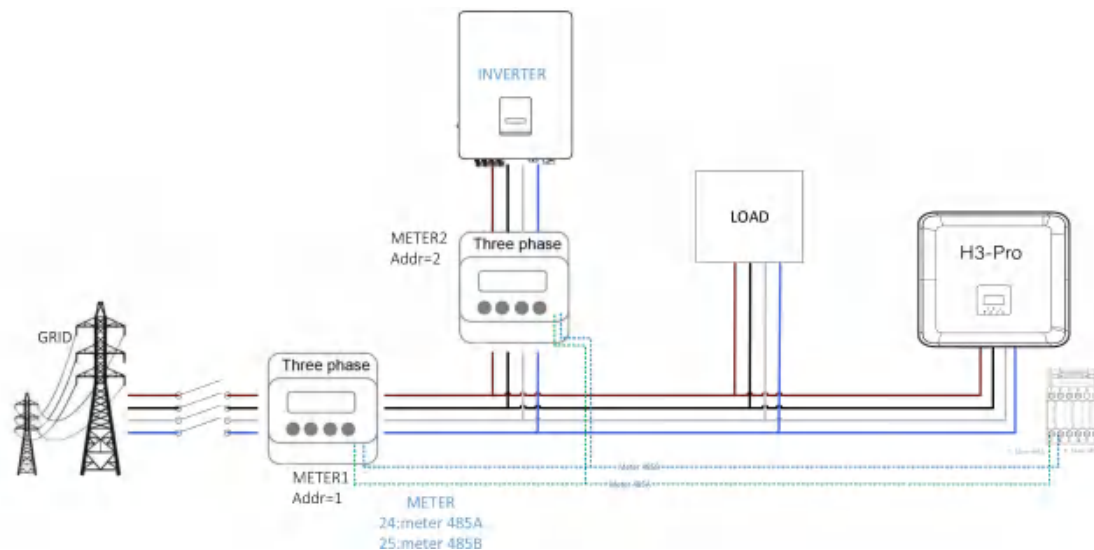 INVERTER
METER2
Addr=2
Three phase
LOAD
H3-Pro
GRID
Three phase
METER1
Addr=1
METER
24:meter 485A
25:meter 485B